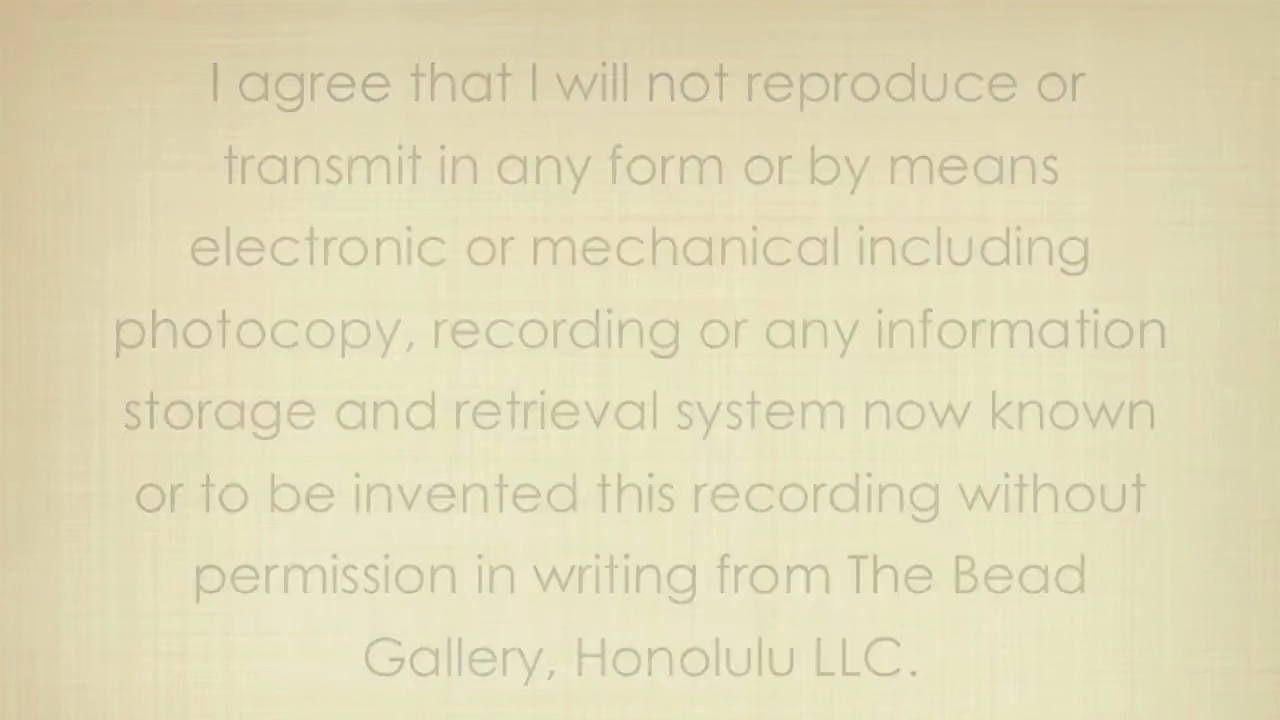 I agree that I will not reproduce or
transmit in any form or by means
electronic or mechanical including
photocopy, recording or any information
storage and retrieval system now known
or to be invented this recording without
permission in writing from The Bead
Gallery, Honolulu LLC.